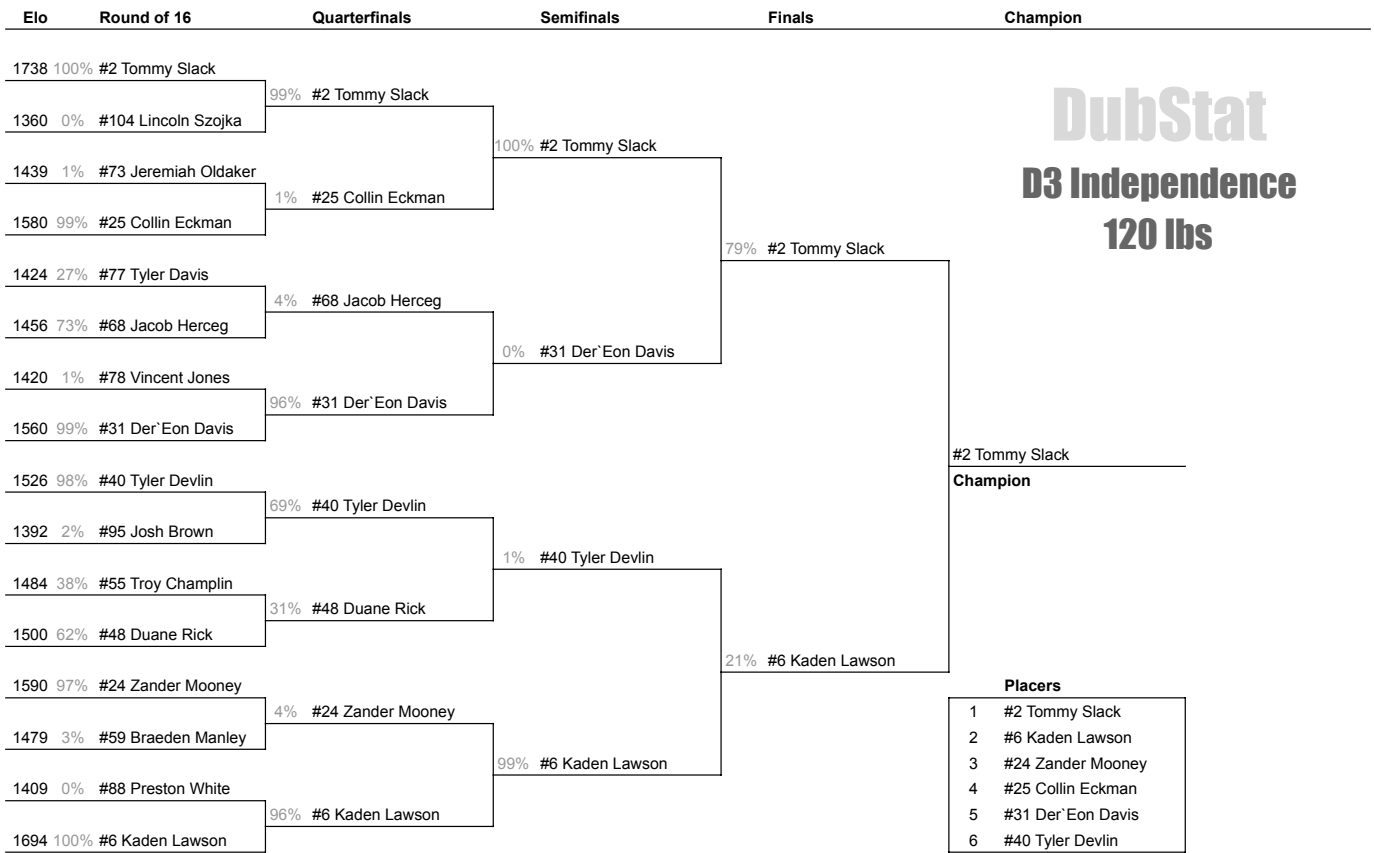 Elo Round of 16 Quarterfinals Semifinals Finals Champion
1738 100% #2 Tommy Slack
99% #2 Tommy Slack
DubStat
1360 0% #104 Lincoln Szojka
100% #2 Tommy Slack
1439 1% #73 Jeremiah Oldaker
D3 Independence
1% #25 Collin Eckman
1580 99% #25 Collin Eckman
120 lbs
79% #2 Tommy Slack
1424 27% #77 Tyler Davis
4% #68 Jacob Herceg
1456 73% #68 Jacob Herceg
0% #31 Der`Eon Davis
1420 1% #78 Vincent Jones
96% #31 Der`Eon Davis
1560 99% #31 Der`Eon Davis
#2 Tommy Slack
1526 98% #40 Tyler Devlin
Champion
69% #40 Tyler Devlin
1392 2% #95 Josh Brown
1% #40 Tyler Devlin
1484 38% #55 Troy Champlin
31% #48 Duane Rick
1500 62% #48 Duane Rick
21% #6 Kaden Lawson
1590 97% #24 Zander Mooney
Placers
4% #24 Zander Mooney
1 #2 Tommy Slack
1479 3% #59 Braeden Manley
2 #6 Kaden Lawson
99% #6 Kaden Lawson
3 #24 Zander Mooney
1409 0% #88 Preston White
4 #25 Collin Eckman
96% #6 Kaden Lawson
5 #31 Der`Eon Davis
1694 100% #6 Kaden Lawson
6 #40 Tyler Devlin